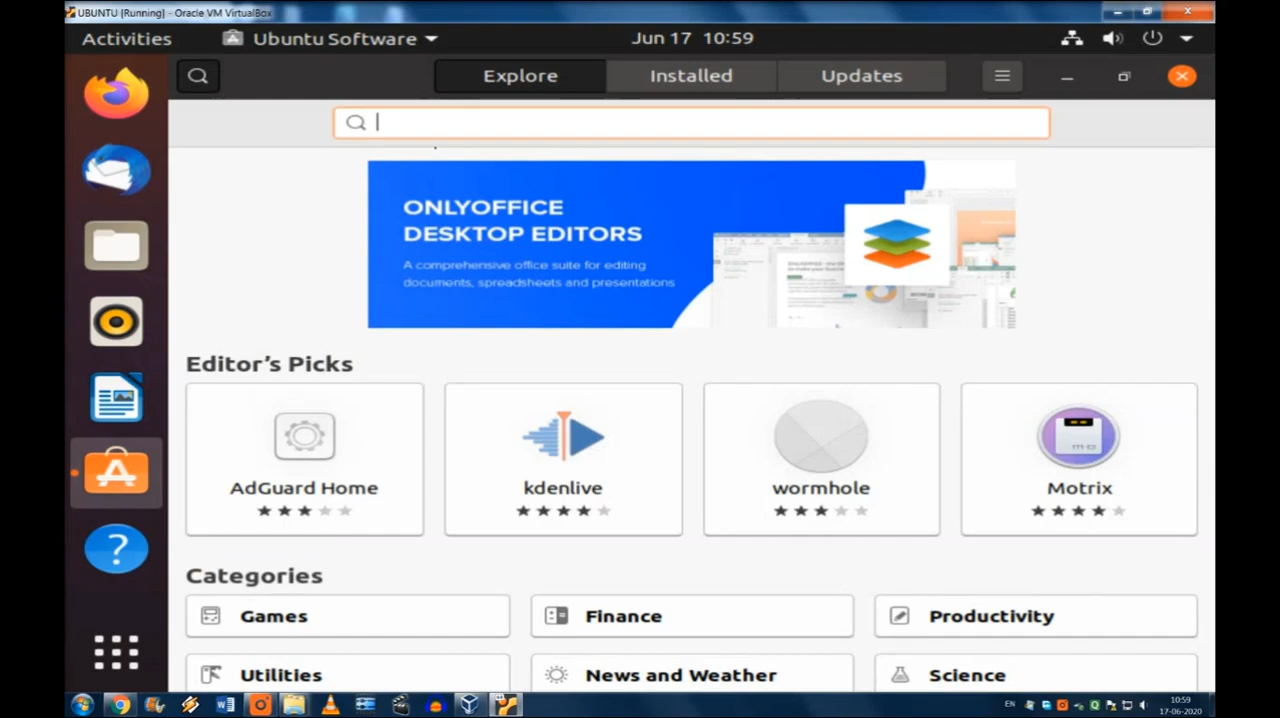 UBUNTU [Running] - Oracle VM VirtualBox
Activities
Ubuntu Software
Jun 17 10:59
Explore
Installed
Updates
ONLYOFFICE
DESKTOP EDITORS
A comprehensive office suite for editing
documents, spreadsheets and presentations
Editor's Picks
AdGuard Home
kdenlive
wormhole
Motrix
Categories
Games
Finance
Productivity
Utilities
News and Weather
Science
EN
10:59
17-06-2020